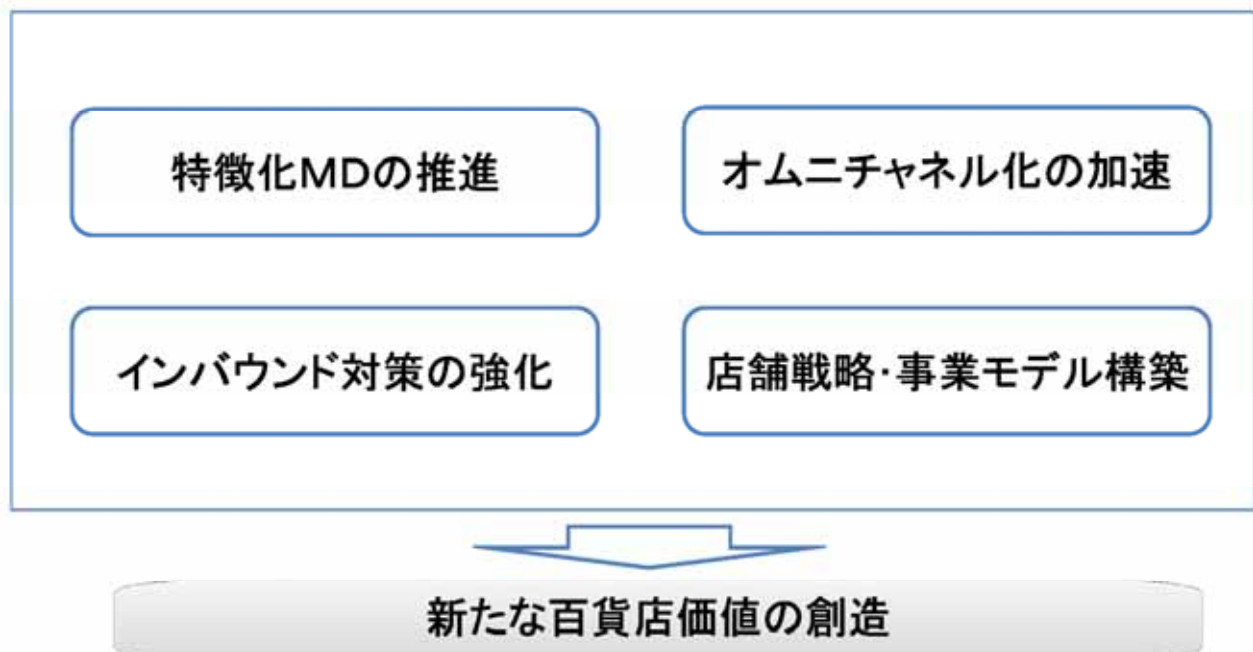 特徴化MDの推進
オムニチャネル化の加速
インバウンド対策の強化
店舗戦略・事業モデル構築
新たな百貨店価値の創造